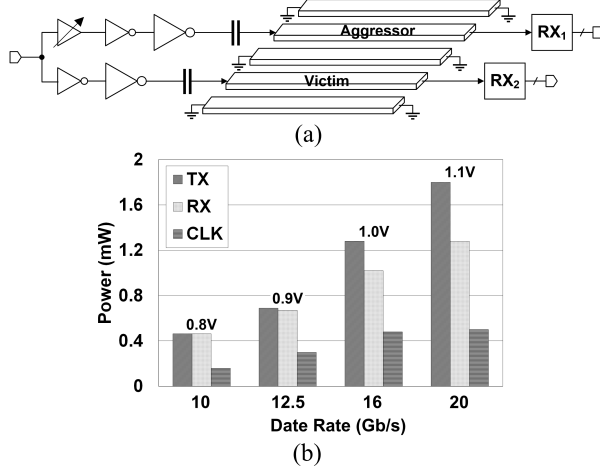 Aggressor
RX1
Victim
RX2
(a)
2
1.6
1.2
0.8
0.4
0
Power (mW)
TX
RX
CLK
0.8V
0.9V
1.0V
1.1V
10 12.5 16 20
Date Rate (Gb/s)
(b)